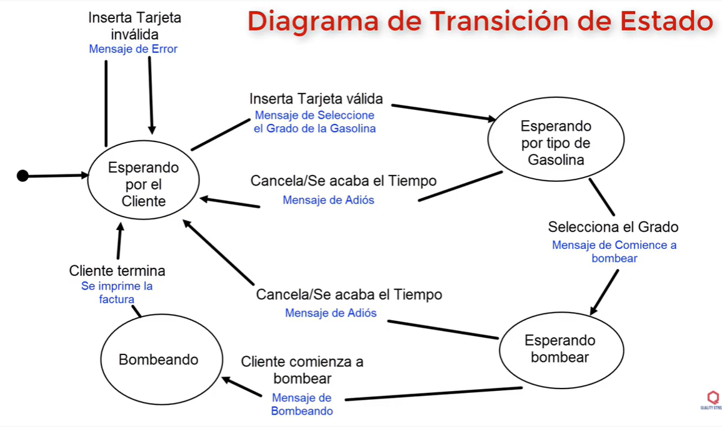 Diagrama de Transición de Estado
Inserta Tarjeta
inválida
Mensaje de Error
Inserta Tarjeta válida
Mensaje de Seleccione
el Grado de la Gasolina
Esperando
por tipo de
Gasolina
Esperando
por el
Cliente
Cancela/Se acaba el Tiempo
Mensaje de Adiós
Selecciona el Grado
Mensaje de Comience a
bombear
Cliente termina
Se imprime la
factura
Cancela/Se acaba el Tiempo
Mensaje de Adiós
Esperando
bombear
Bombeando
Cliente comienza a
bombear
Mensaje de
Bombeando